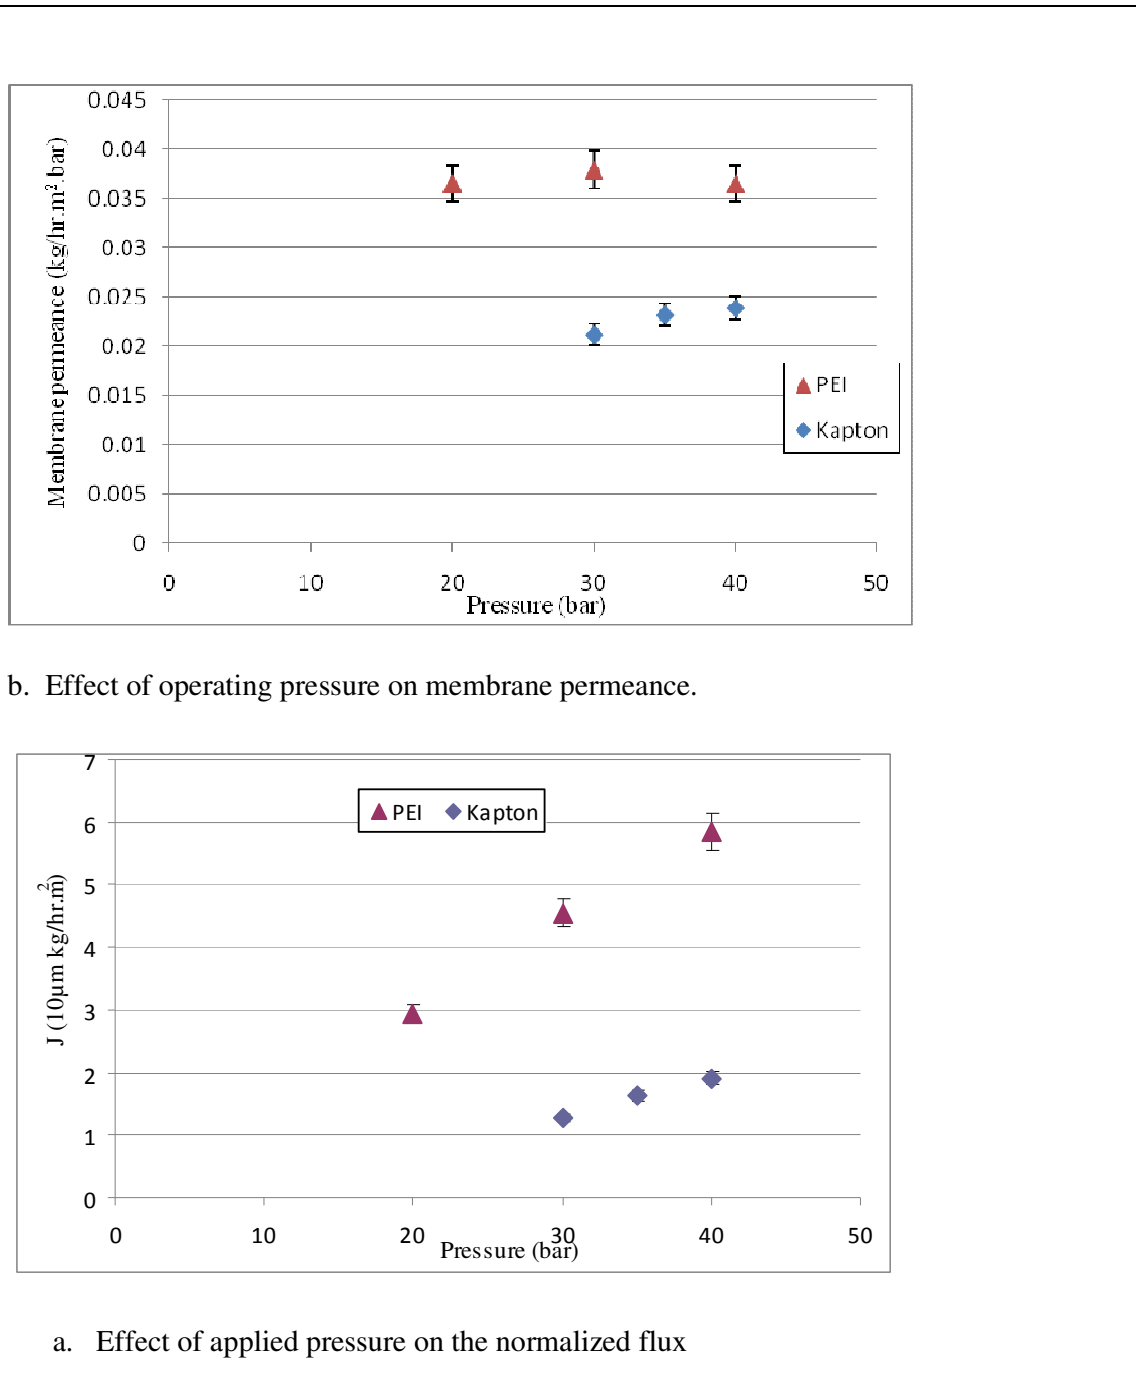 0.045
0.04
0.035
0.03
0.025
0.02
0.015
0.01
0.005
0
Membrane permeance (kg/hr.m².bar)
PEI
Kapton
0 10 20 30 40 50
Pressure (bar)
b. Effect of operating pressure on membrane permeance.
7
6
5
4
3
2
1
0
J (10µm kg/hr.m²)
PEI Kapton
0 10 20 30 40 50
Pressure (bar)
a. Effect of applied pressure on the normalized flux